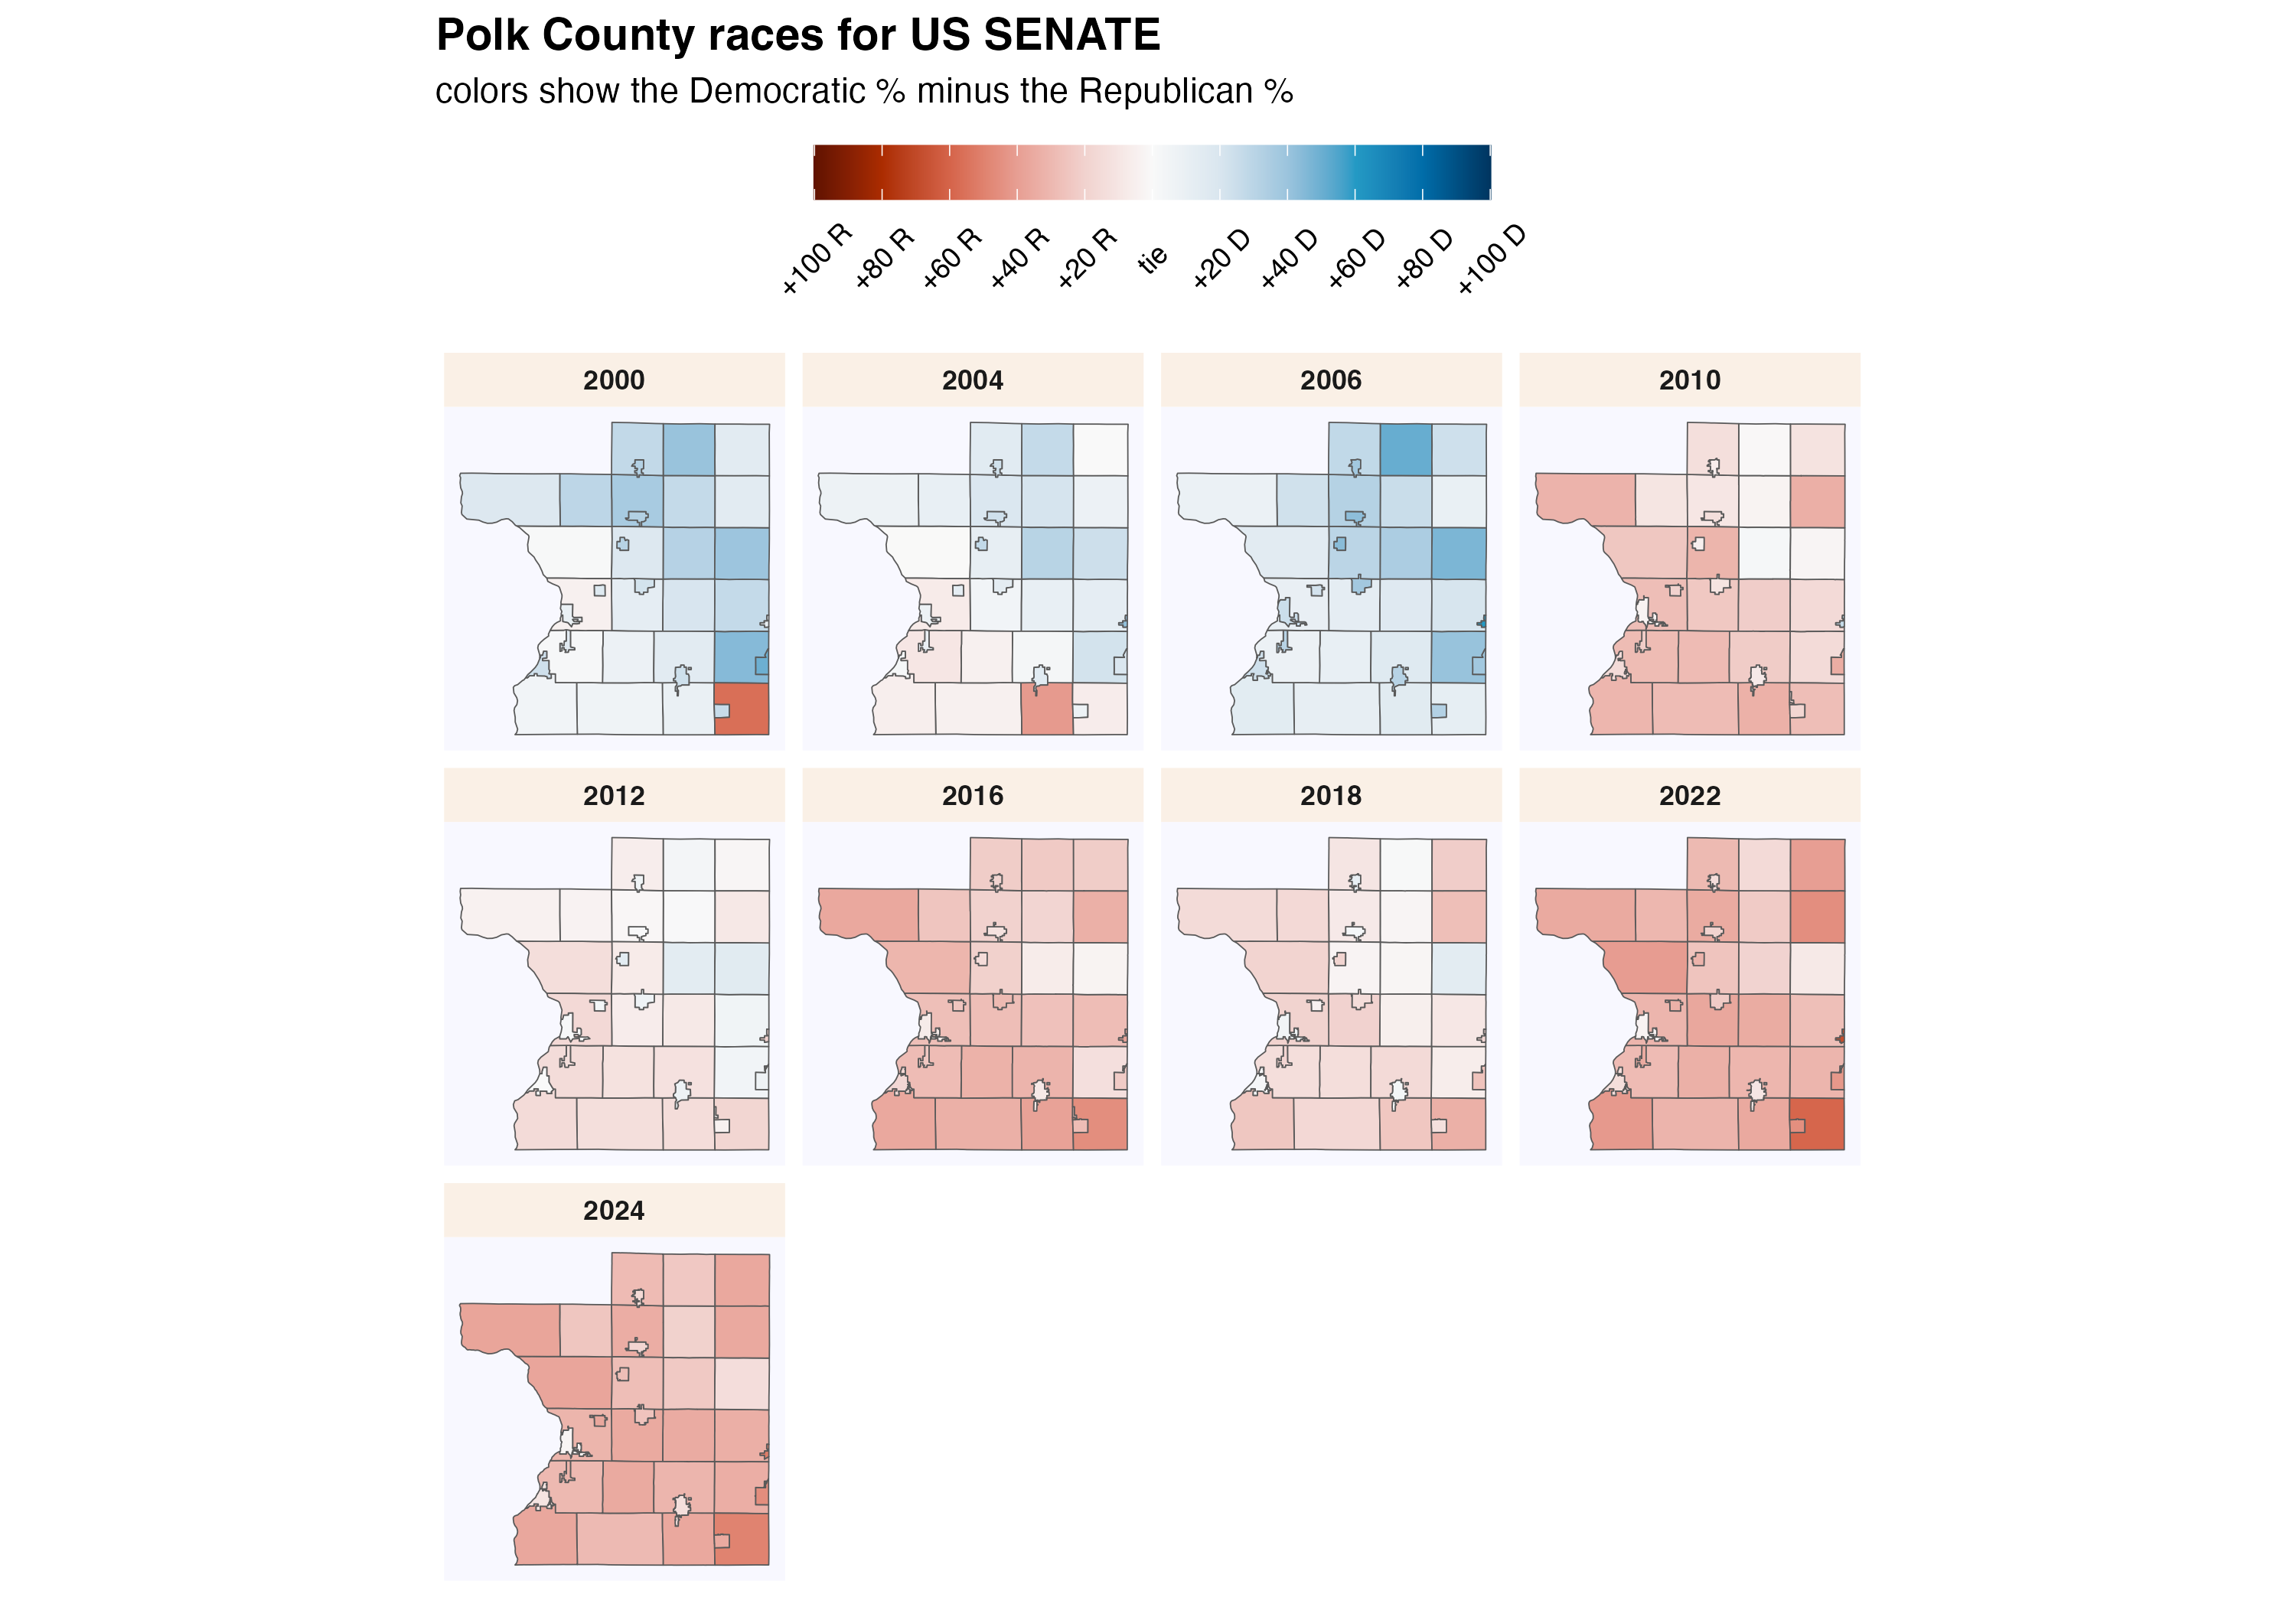 Polk County races for US SENATE
colors show the Democratic % minus the Republican %
+100 R +80 R +60 R +40 R +20 R tie +20 D +40 D +60 D +80 D +100 D
2000 2004 2006 2010
2012 2016 2018 2022
2024